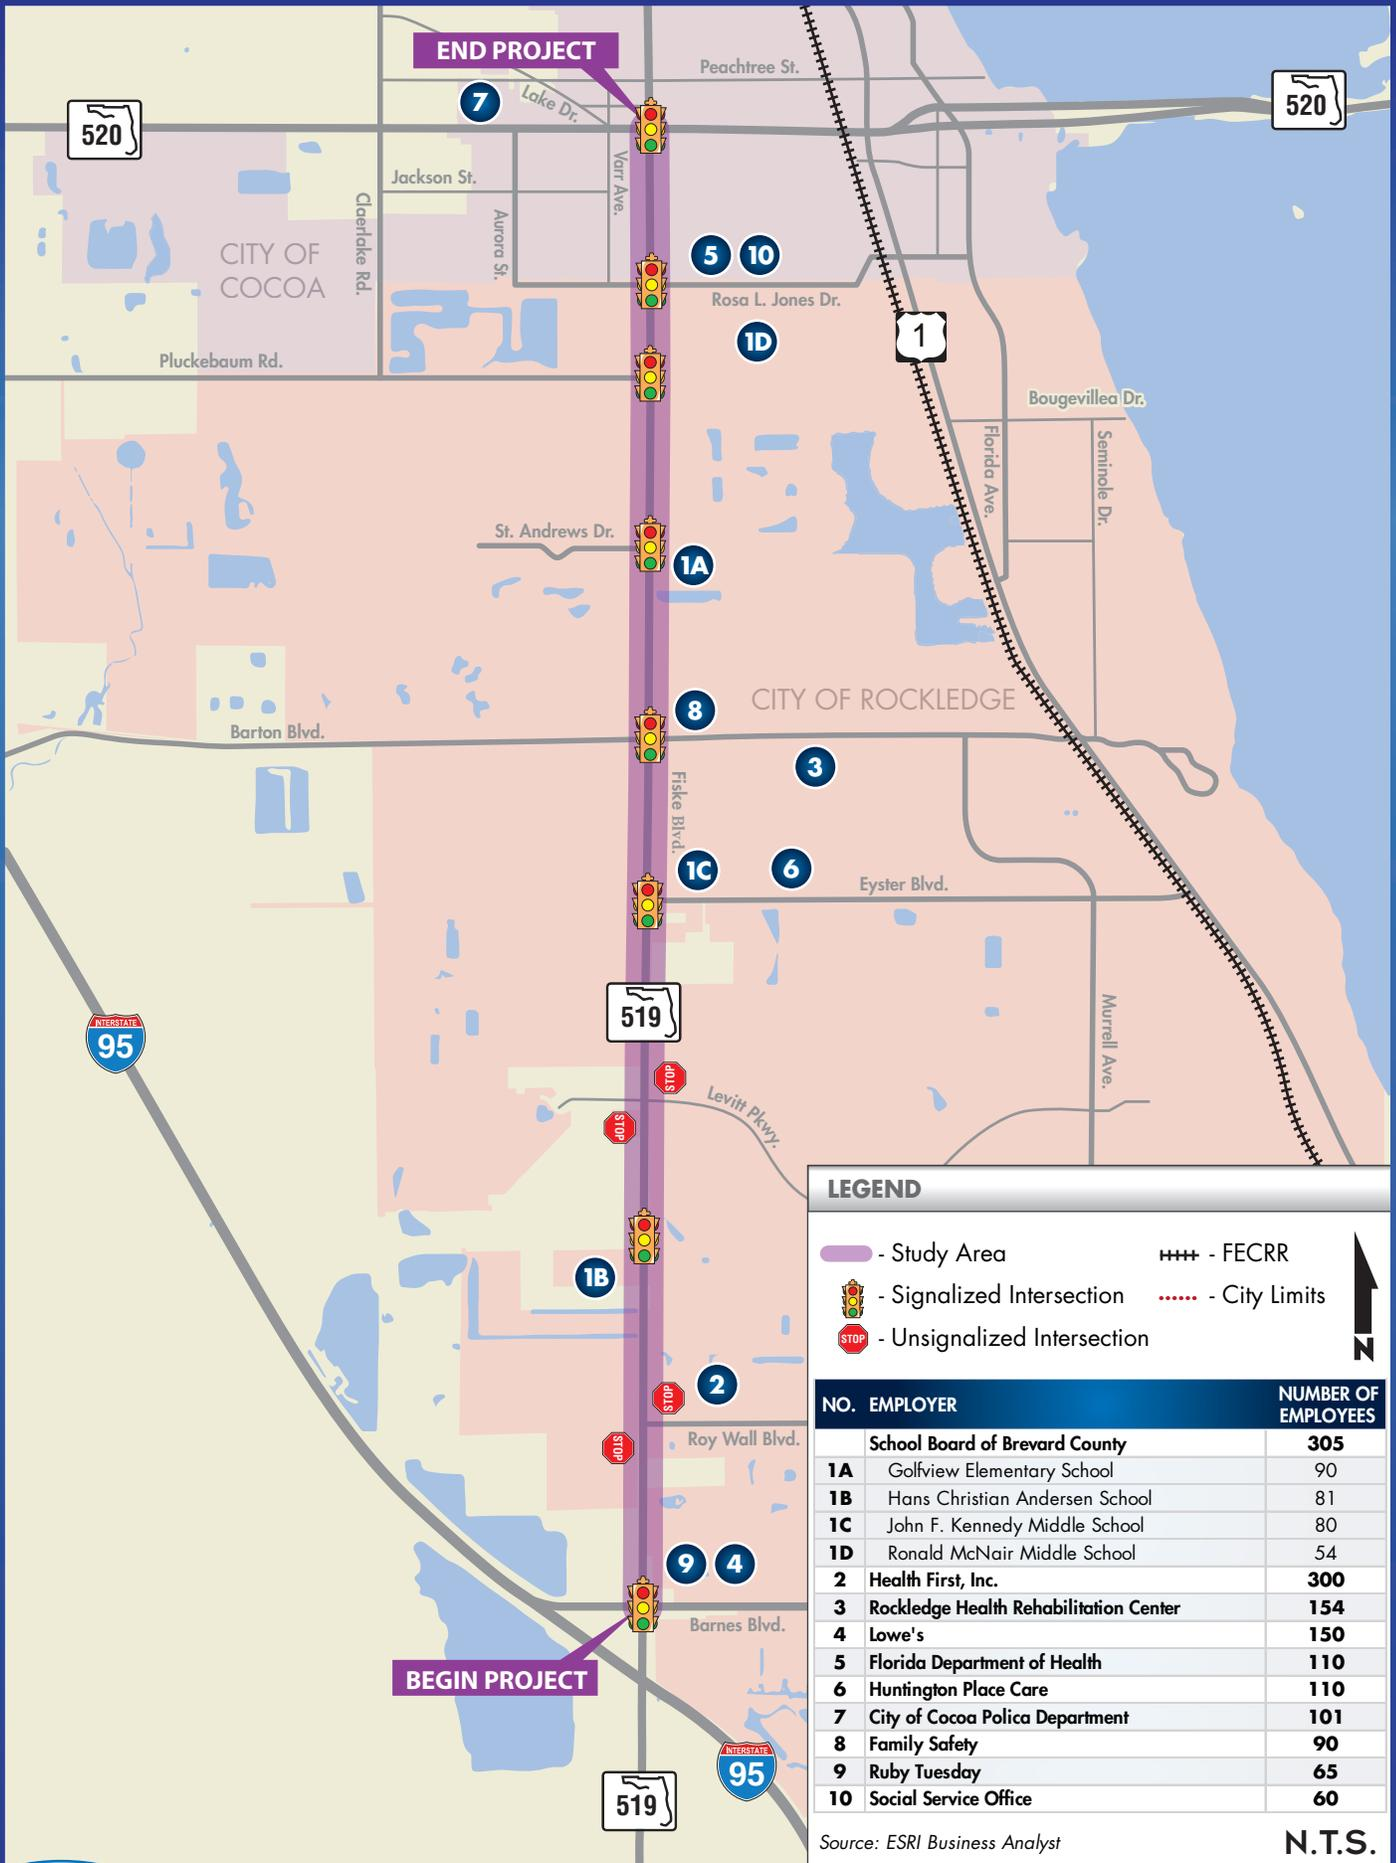 END PROJECT
Peachtree St.
7
Lake Dr.
520
520
Varr Ave.
Jackson St.
Claerlake Rd.
Aurora St.
CITY OF
COCOA
5
10
Rosa L. Jones Dr.
1D
1
Pluckebaum Rd.
Bougevillea Dr.
Florida Ave.
Seminole Dr.
St. Andrews Dr.
1A
8
CITY OF ROCKLEDGE
Barton Blvd.
3
Fiske Blvd.
1C
6
Eyster Blvd.
519
INTERSTATE
95
Murrell Ave.
STOP
Levitt Pkwy.
STOP
1B
2
STOP
Roy Wall Blvd.
STOP
9
4
Barnes Blvd.
BEGIN PROJECT
INTERSTATE
95
519
LEGEND
- Study Area
- FECRR
- Signalized Intersection
- City Limits
STOP - Unsignalized Intersection
N
NO. EMPLOYER NUMBER OF
EMPLOYEES
School Board of Brevard County 305
1A Golfview Elementary School 90
1B Hans Christian Andersen School 81
1C John F. Kennedy Middle School 80
1D Ronald McNair Middle School 54
2 Health First, Inc. 300
3 Rockledge Health Rehabilitation Center 154
4 Lowe's 150
5 Florida Department of Health 110
6 Huntington Place Care 110
7 City of Cocoa Polica Department 101
8 Family Safety 90
9 Ruby Tuesday 65
10 Social Service Office 60
Source: ESRI Business Analyst
N.T.S.